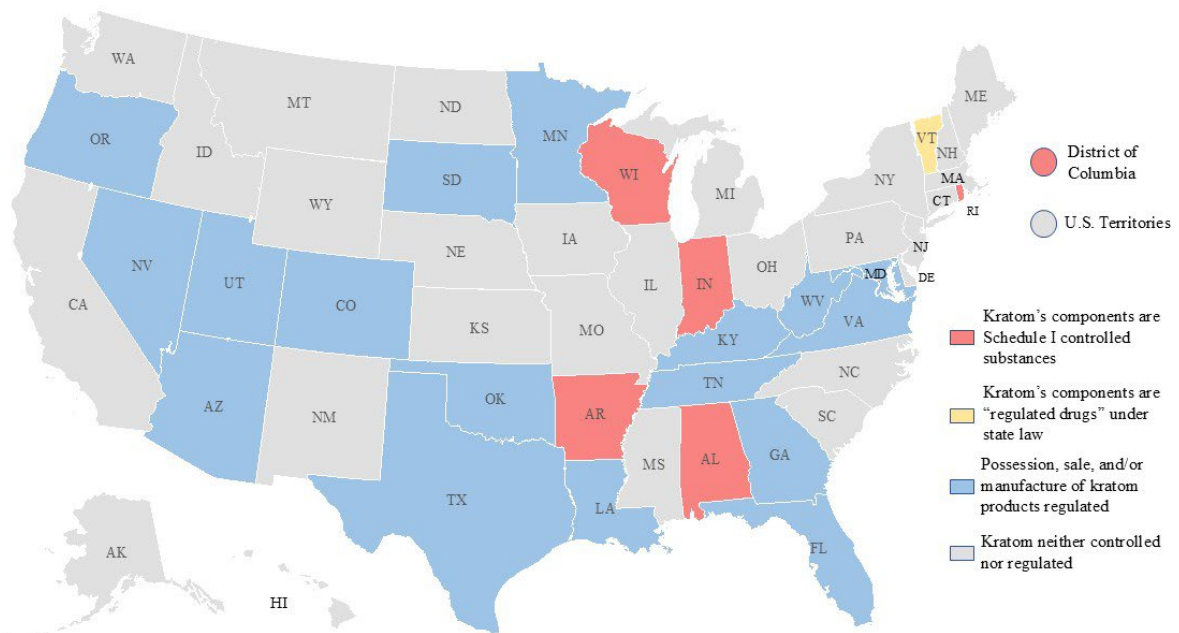 WA
MT
ND
MN
ME
OR
ID
SD
WI
VT
NH
WY
MI
NY
MA
CT
RI
District of
Columbia
U.S. Territories
NE
IA
PA
NJ
NV
UT
CO
IL
IN
OH
MD
DE
CA
KS
MO
WV
KY
VA
AZ
NM
OK
AR
TN
NC
SC
MS
AL
GA
TX
LA
FL
AK
HI
Kratom’s components are
Schedule I controlled
substances
Kratom’s components are
“regulated drugs” under
state law
Possession, sale, and/or
manufacture of kratom
products regulated
Kratom neither controlled
nor regulated